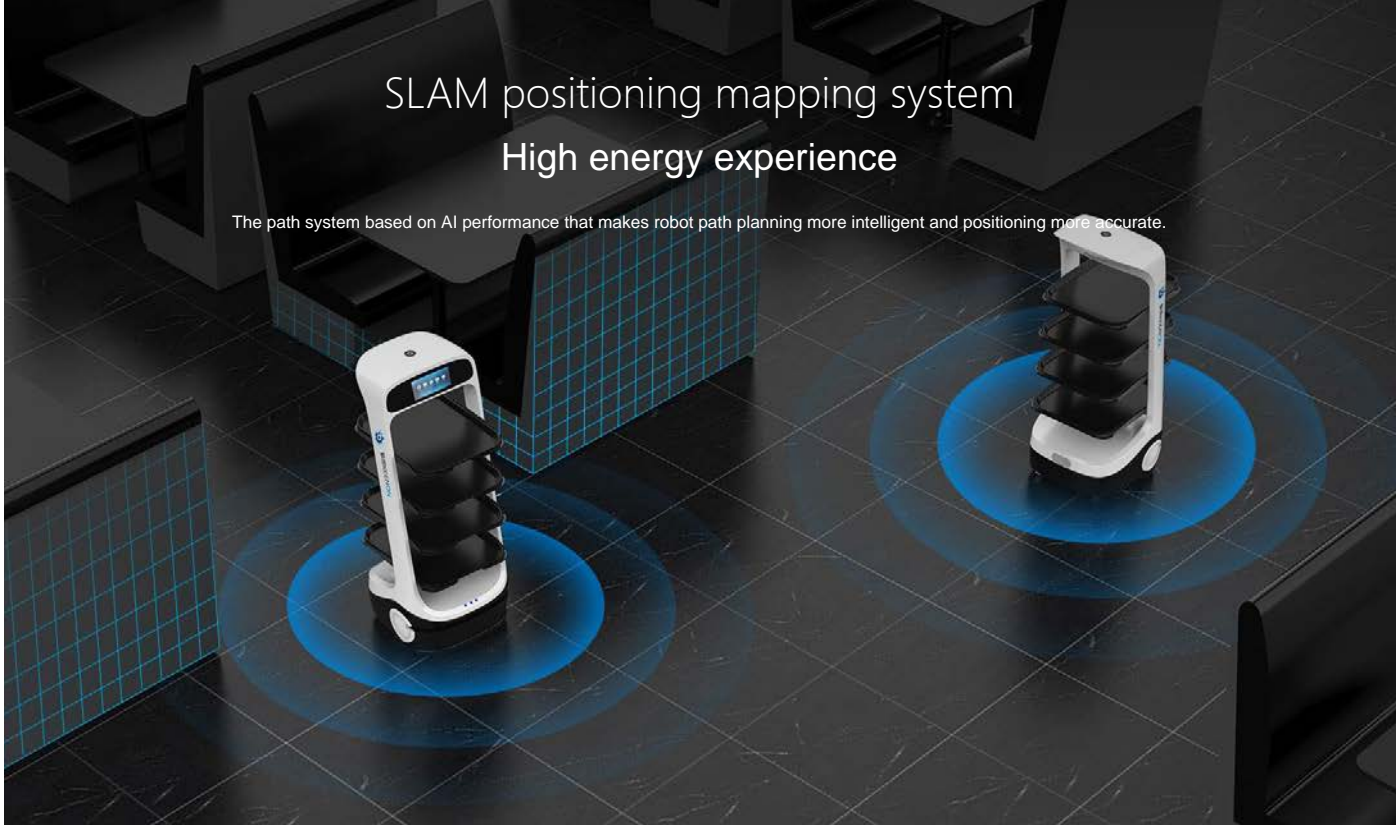 SLAM positioning mapping system
High energy experience
The path system based on AI performance that makes robot path planning more intelligent and positioning more accurate.